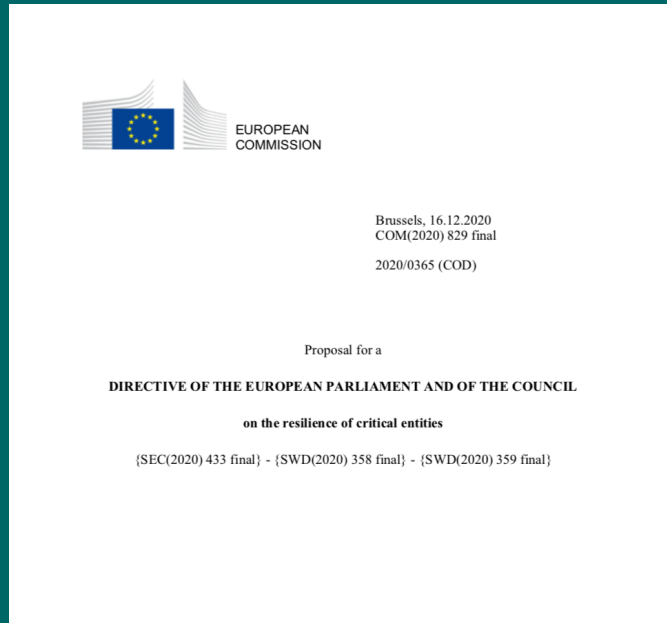 EUROPEAN
COMMISSION
Brussels, 16.12.2020
COM(2020) 829 final
2020/0365 (COD)
Proposal for a
DIRECTIVE OF THE EUROPEAN PARLIAMENT AND OF THE COUNCIL
on the resilience of critical entities
{SEC(2020) 433 final} - {SWD(2020) 358 final} - {SWD(2020) 359 final}